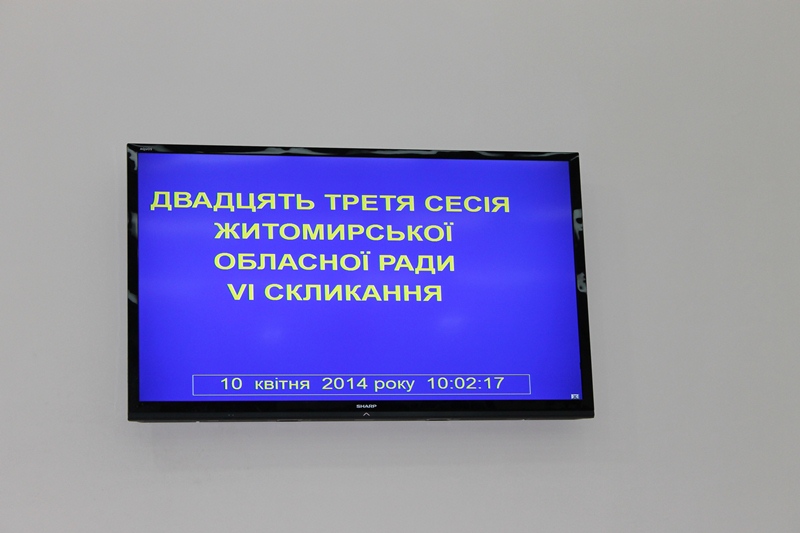 ДВАДЦЯТЬ ТРЕТЯ СЕСІЯ
ЖИТОМИРСЬКОЇ
ОБЛАСНОЇ РАДИ
VI СКЛИКАННЯ
10 квітня 2014 року 10:02:17
SHARP